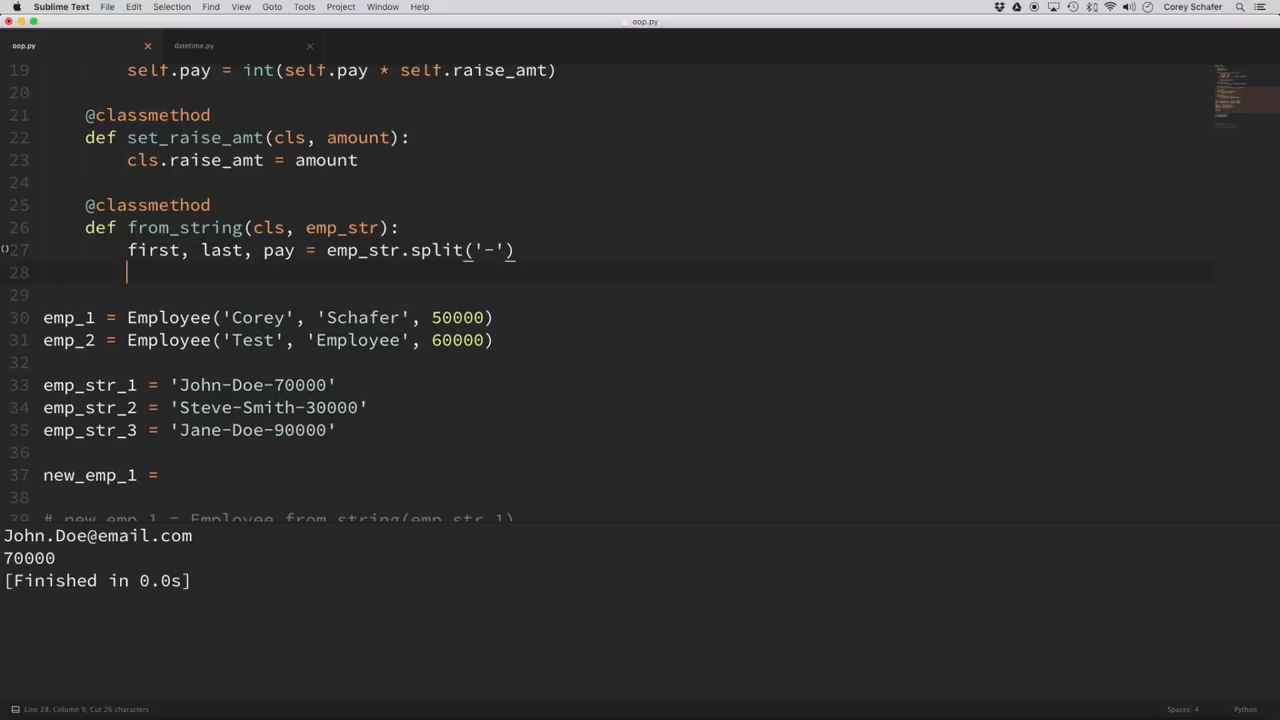 Sublime Text File Edit Selection Find View Goto Tools Project Window Help Corey Schafer
oop.py
oop.py datetime.py
19 self.pay = int(self.pay * self.raise_amt)
20
21 @classmethod
22 def set_raise_amt(cls, amount):
23 cls.raise_amt = amount
24
25 @classmethod
26 def from_string(cls, emp_str):
27 first, last, pay = emp_str.split('-')
28
29
30 emp_1 = Employee('Corey', 'Schafer', 50000)
31 emp_2 = Employee('Test', 'Employee', 60000)
32
33 emp_str_1 = 'John-Doe-70000'
34 emp_str_2 = 'Steve-Smith-30000'
35 emp_str_3 = 'Jane-Doe-90000'
36
37 new_emp_1 =
38
39 # new_emp_1 = Employee.from_string(emp_str_1)
John.Doe@email.com
70000
[Finished in 0.0s]
Line 28, Column 9; Cut 26 characters Spaces: 4 Python